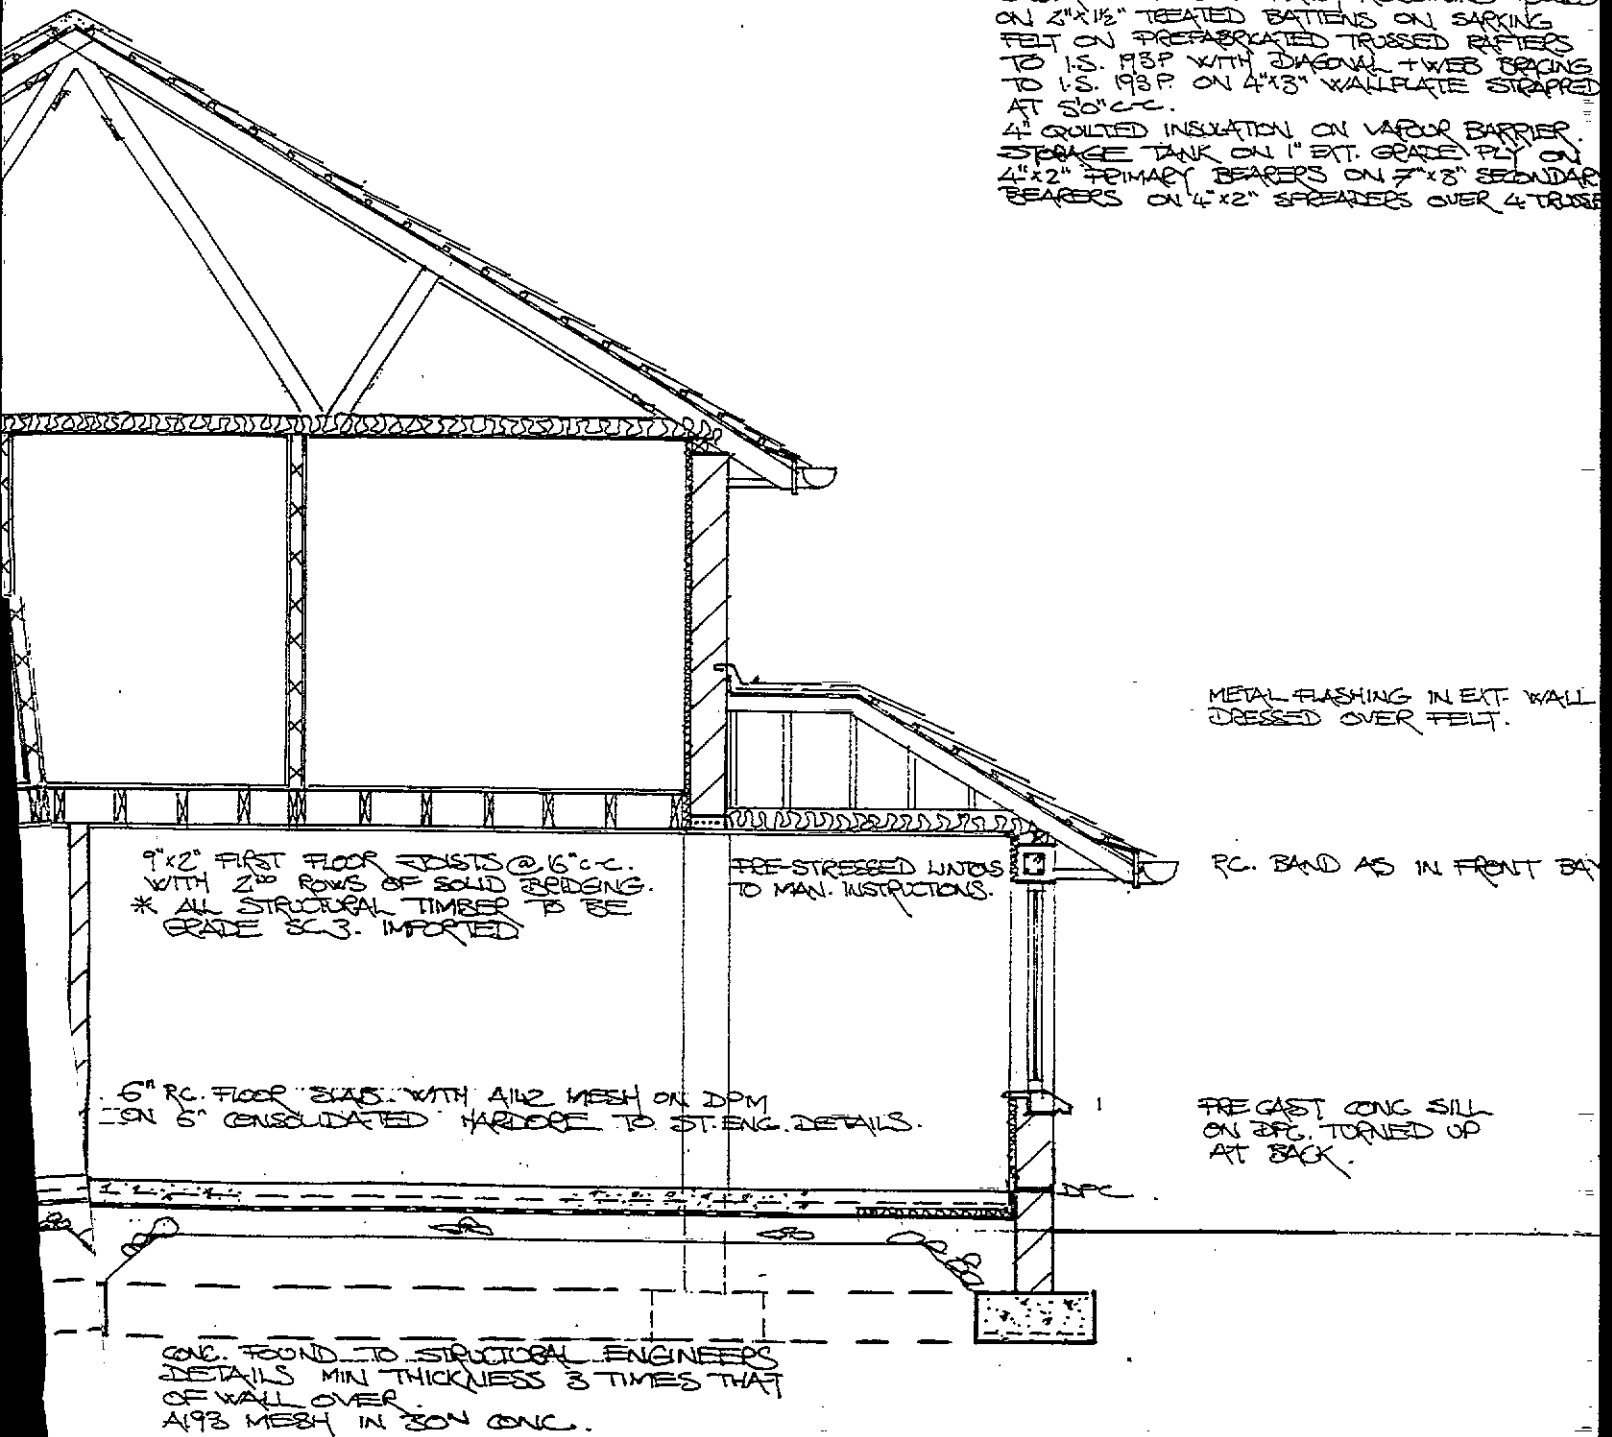 ON 2"x1½" TREATED BATTENS ON SARKING
FELT ON PREFABRICATED TRUSSED RAFTERS
TO I.S. 193P WITH DIAGONAL + WEB BRACING
TO I.S. 193P. ON 4"x3" WALLPLATE STRAPPED
AT 5'0" C-C.
4" QUILTED INSULATION ON VAPOUR BARRIER.
STORAGE TANK ON 1" EXT. GRADE PLY ON
4"x2" PRIMARY BEARERS ON 7"x3" SECONDAR
BEARERS ON 4"x2" SPREADERS OVER 4 TRUSSE
METAL FLASHING IN EXT. WALL
DRESSED OVER FELT.
9"x2" FIRST FLOOR JOISTS @ 16" C-C.
WITH 2NO ROWS OF SOLID BRIDGING.
* ALL STRUCTURAL TIMBER TO BE
GRADE SC.3. IMPORTED
PRE-STRESSED LINTOLS
TO MAN. INSTRUCTIONS.
R.C. BAND AS IN FRONT BAY
6" RC. FLOOR SLAB WITH A142 MESH ON DPM
ON 6" CONSOLIDATED HARDCORE TO ST. ENG. DETAILS.
PRE CAST CONC SILL
ON DPC. TURNED UP
AT BACK.
DPC
CONC. FOUND TO STRUCTURAL ENGINEERS
DETAILS MIN THICKNESS 3 TIMES THAT
OF WALL OVER.
A193 MESH IN 30N CONC.